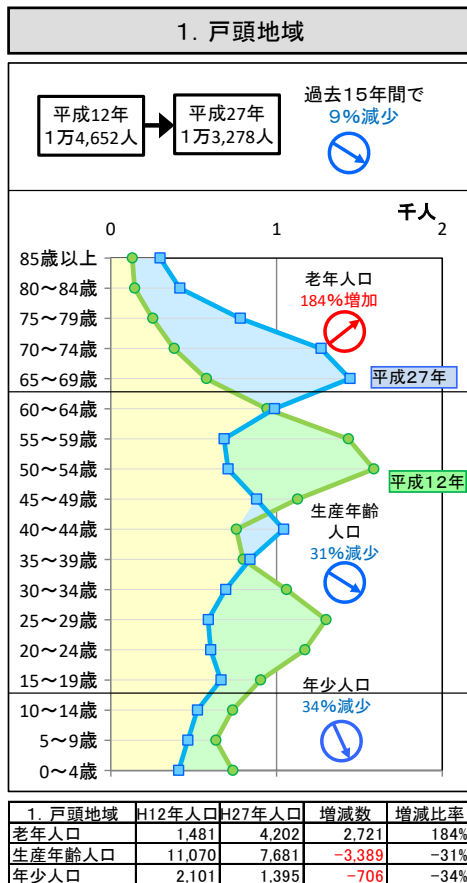 1. 戸頭地域
平成12年
1万4,652人
平成27年
1万3,278人
過去15年間で
9%減少
千人
0 1 2
85歳以上
80〜84歳
75〜79歳
70〜74歳
65〜69歳
60〜64歳
55〜59歳
50〜54歳
45〜49歳
40〜44歳
35〜39歳
30〜34歳
25〜29歳
20〜24歳
15〜19歳
10〜14歳
5〜9歳
0〜4歳
老年人口
184%増加
平成27年
平成12年
生産年齢
人口
31%減少
年少人口
34%減少
1. 戸頭地域 H12年人口 H27年人口 増減数 増減比率
老年人口 1,481 4,202 2,721 184%
生産年齢人口 11,070 7,681 -3,389 -31%
年少人口 2,101 1,395 -706 -34%